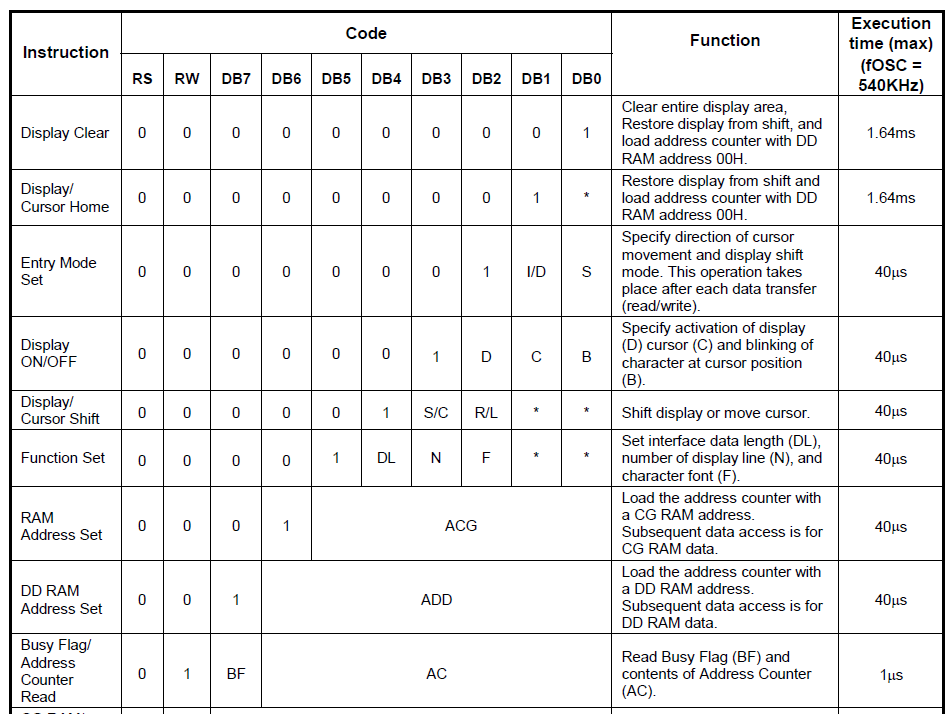 Instruction Code Function Execution time (max) (fOSC = 540KHz)
RS RW DB7 DB6 DB5 DB4 DB3 DB2 DB1 DB0
Display Clear 0 0 0 0 0 0 0 0 0 1 Clear entire display area, Restore display from shift, and load address counter with DD RAM address 00H. 1.64ms
Display/ Cursor Home 0 0 0 0 0 0 0 0 1 * Restore display from shift and load address counter with DD RAM address 00H. 1.64ms
Entry Mode Set 0 0 0 0 0 0 0 1 I/D S Specify direction of cursor movement and display shift mode. This operation takes place after each data transfer (read/write). 40μs
Display ON/OFF 0 0 0 0 0 0 1 D C B Specify activation of display (D) cursor (C) and blinking of character at cursor position (B). 40μs
Display/ Cursor Shift 0 0 0 0 0 1 S/C R/L * * Shift display or move cursor. 40μs
Function Set 0 0 0 0 1 DL N F * * Set interface data length (DL), number of display line (N), and character font (F). 40μs
RAM Address Set 0 0 0 1 ACG Load the address counter with a CG RAM address. Subsequent data access is for CG RAM data. 40μs
DD RAM Address Set 0 0 1 ADD Load the address counter with a DD RAM address. Subsequent data access is for DD RAM data. 40μs
Busy Flag/ Address Counter Read 0 1 BF AC Read Busy Flag (BF) and contents of Address Counter (AC). 1μs